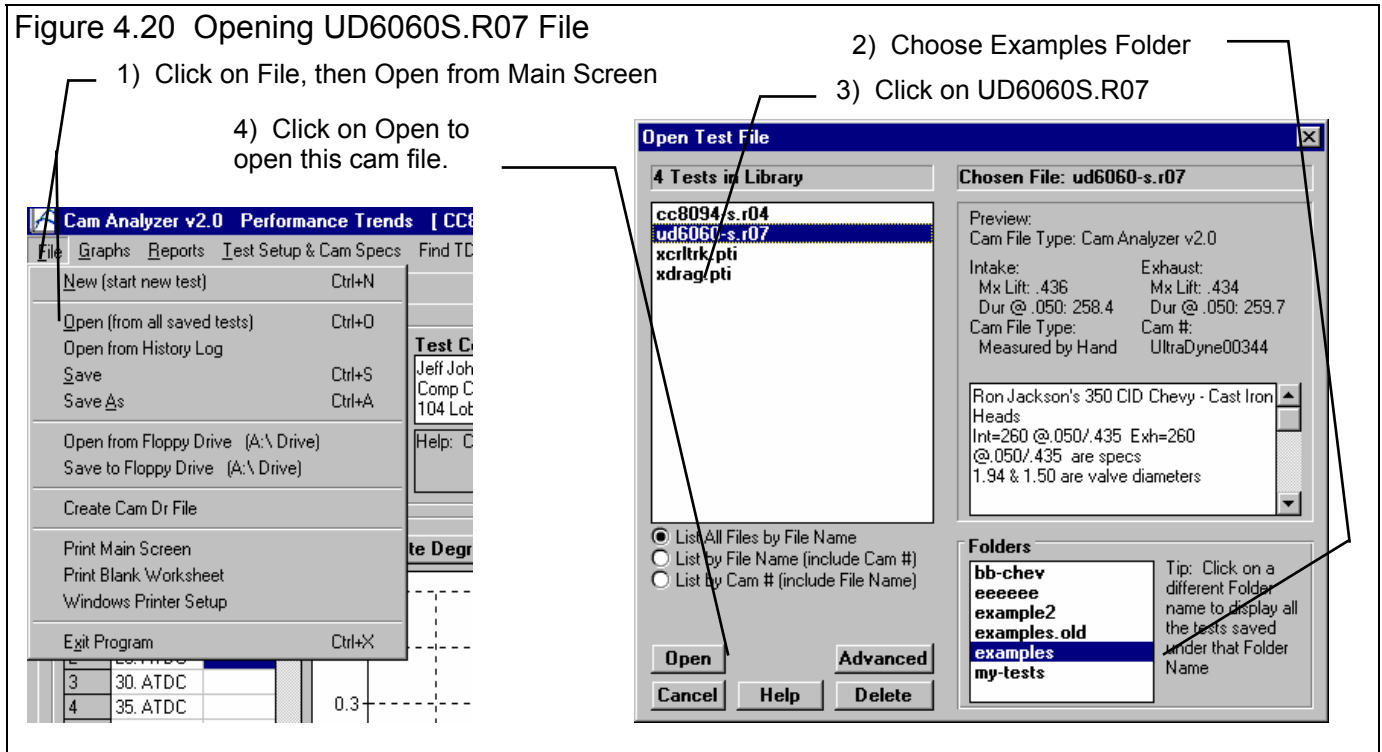 Figure 4.20  Opening UD6060S.R07 File
2)  Choose Examples Folder
1)  Click on File, then Open from Main Screen
3)  Click on UD6060S.R07
4)  Click on Open to
open this cam file.
Cam Analyzer v2.0   Performance Trends   [ CC8
File  Graphs  Reports  Test Setup & Cam Specs  Find TD
New (start new test)  Ctrl+N
Open (from all saved tests)  Ctrl+O
Open from History Log
Save  Ctrl+S
Save As  Ctrl+A
Open from Floppy Drive  (A:\ Drive)
Save to Floppy Drive  (A:\ Drive)
Create Cam Dr File
Print Main Screen
Print Blank Worksheet
Windows Printer Setup
Exit Program  Ctrl+X
Test C
Jeff Joh
Comp C
104 Lob
Help:  C
te Degr
3  30. ATDC
4  35. ATDC
0.3
Open Test File
4 Tests in Library
cc8094-s.r04
ud6060-s.r07
xcrltrk.pti
xdrag.pti
List All Files by File Name
List by File Name (include Cam #)
List by Cam # (include File Name)
Open  Advanced
Cancel  Help  Delete
Chosen File: ud6060-s.r07
Preview:
Cam File Type: Cam Analyzer v2.0
Intake:  Exhaust:
Mx Lift: .436  Mx Lift: .434
Dur @ .050: 258.4  Dur @ .050: 259.7
Cam File Type:  Cam #:
Measured by Hand  UltraDyne00344
Ron Jackson's 350 CID Chevy - Cast Iron
Heads
Int=260 @.050/.435  Exh=260
@.050/.435  are specs
1.94 & 1.50 are valve diameters
Folders
bb-chev
eeeeee
example2
examples.old
examples
my-tests
Tip:  Click on a
different Folder
name to display all
the tests saved
under that Folder
Name